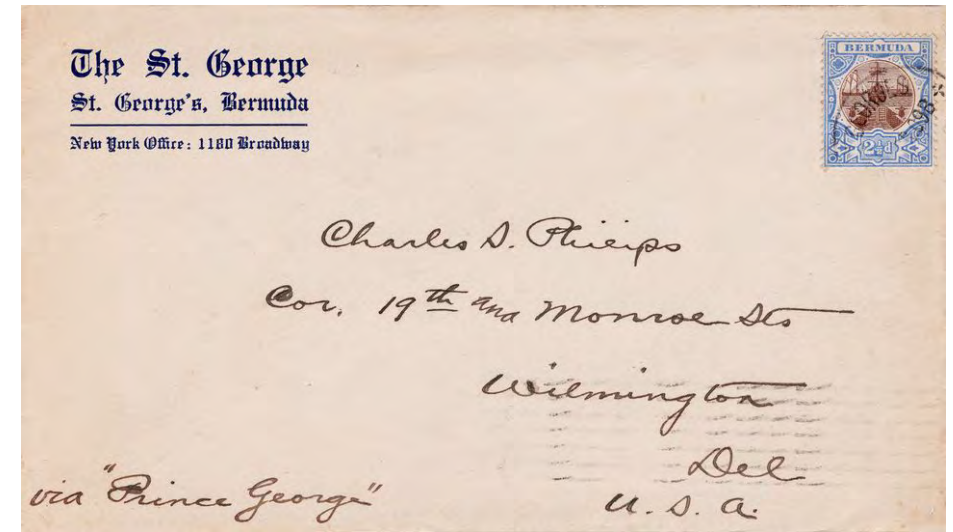 The St. George
St. George's, Bermuda
New York Office: 1180 Broadway
BERMUDA
2½d
Charles S. Phillips
Cor. 19th and Monroe Sts
Wilmington
Del
U. S. A.
via "Prince George"